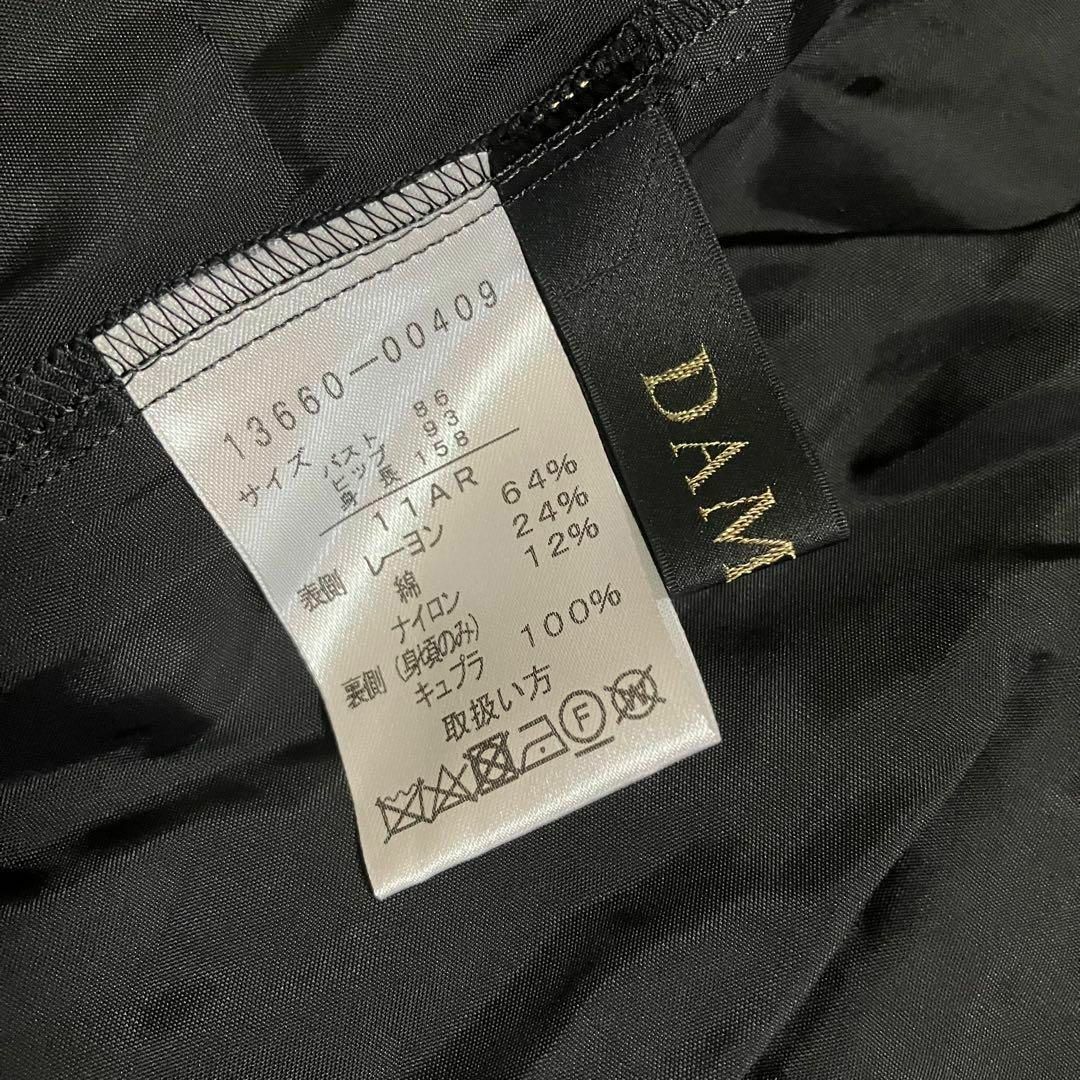 13660-00409
サイズ バスト 86
ヒップ 93
身長 158
11AR
表側 レーヨン 64%
綿 24%
ナイロン 12%
裏側 (身頃のみ)
キュプラ 100%
取扱い方
F
W
DAM